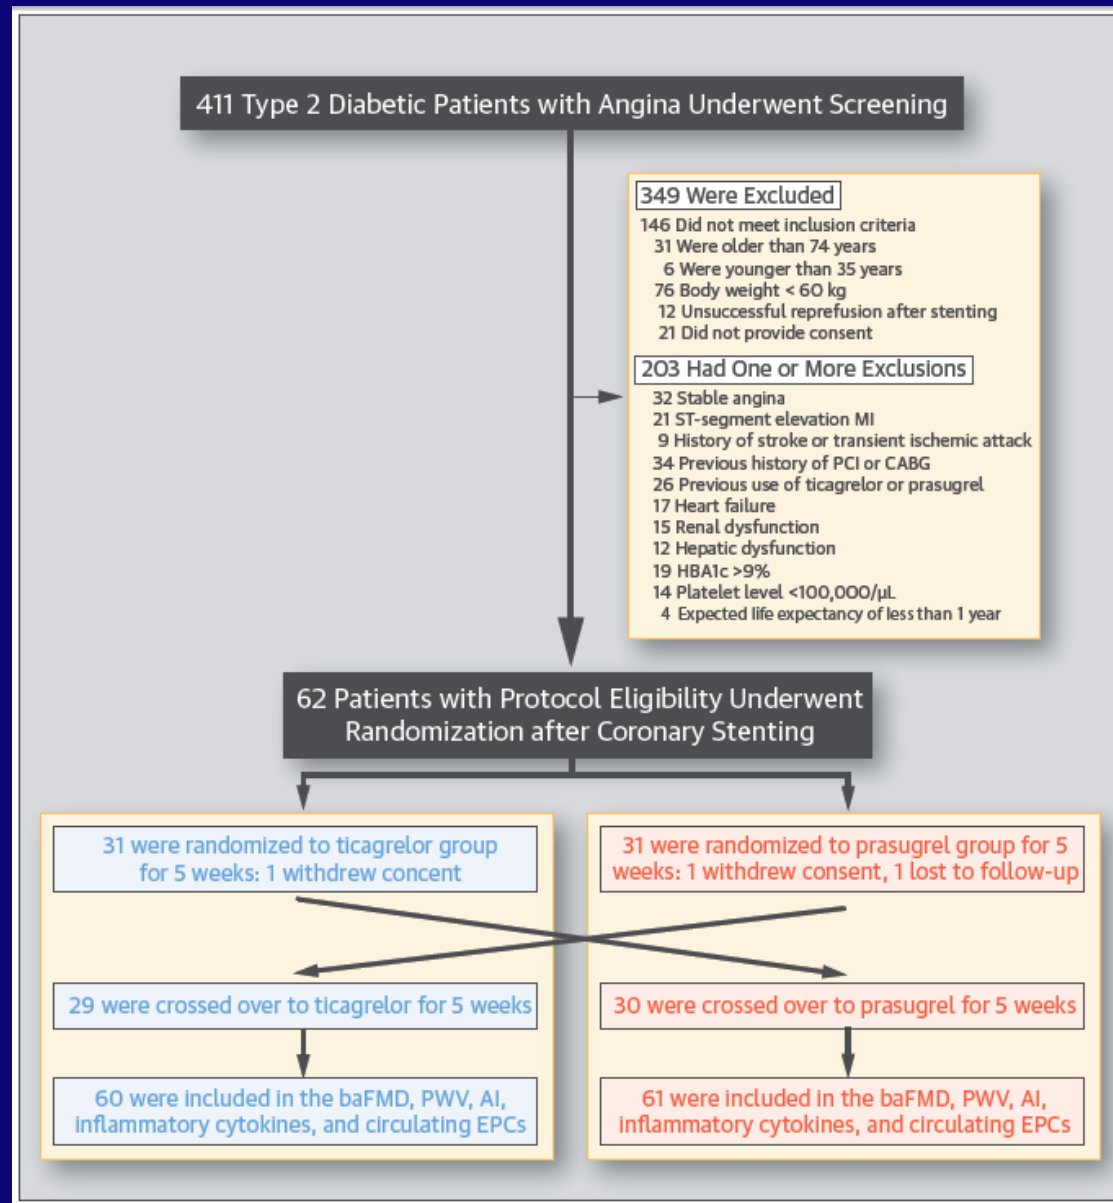 411 Type 2 Diabetic Patients with Angina Underwent Screening
349 Were Excluded
146 Did not meet inclusion criteria
31 Were older than 74 years
6 Were younger than 35 years
76 Body weight < 60 kg
12 Unsuccessful reprefusion after stenting
21 Did not provide consent
203 Had One or More Exclusions
32 Stable angina
21 ST-segment elevation MI
9 History of stroke or transient ischemic attack
34 Previous history of PCI or CABG
26 Previous use of ticagrelor or prasugrel
17 Heart failure
15 Renal dysfunction
12 Hepatic dysfunction
19 HBA1c >9%
14 Platelet level <100,000/µL
4 Expected life expectancy of less than 1 year
62 Patients with Protocol Eligibility Underwent
Randomization after Coronary Stenting
31 were randomized to ticagrelor group
for 5 weeks: 1 withdrew concent
31 were randomized to prasugrel group for 5
weeks: 1 withdrew consent, 1 lost to follow-up
29 were crossed over to ticagrelor for 5 weeks
30 were crossed over to prasugrel for 5 weeks
60 were included in the baFMD, PWV, AI,
inflammatory cytokines, and circulating EPCs
61 were included in the baFMD, PWV, AI,
inflammatory cytokines, and circulating EPCs